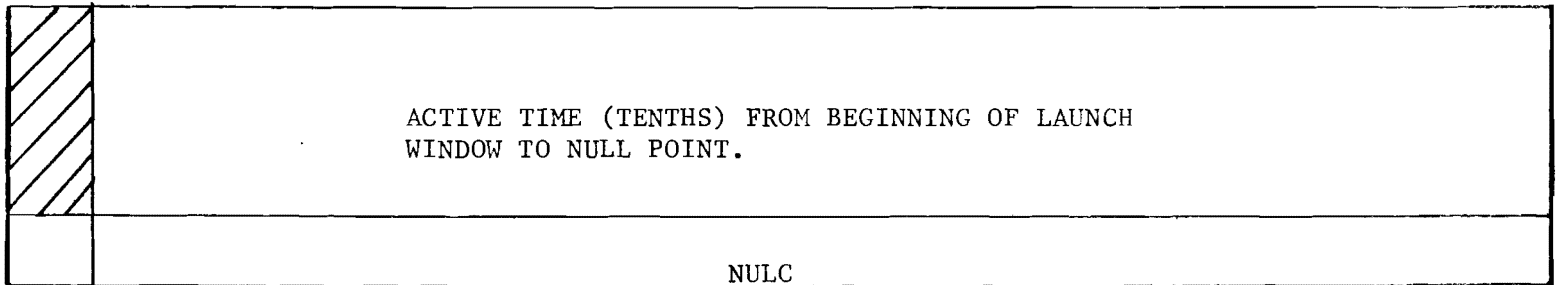 ACTIVE TIME (TENTHS) FROM BEGINNING OF LAUNCH
WINDOW TO NULL POINT.
NULC